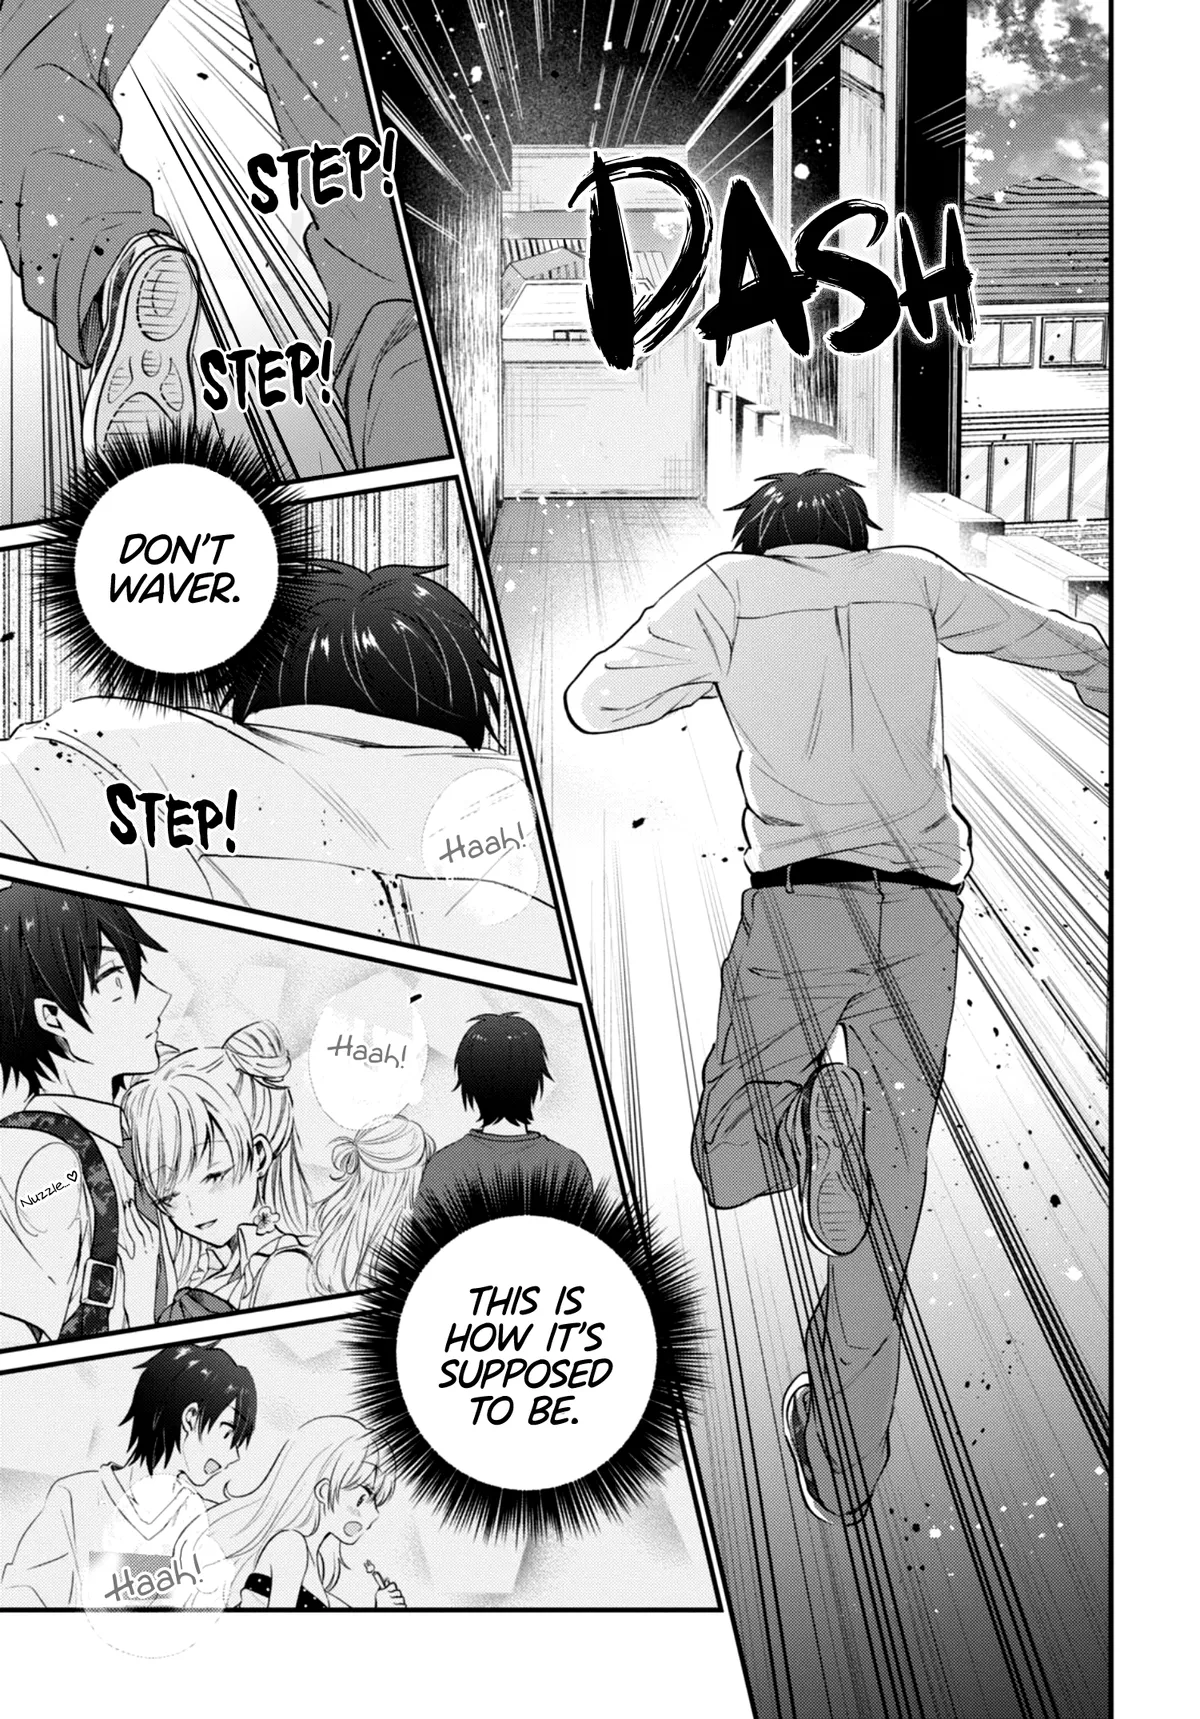 DASH
STEP!
STEP!
DON'T
WAVER.
STEP!
Haah!
Haah!
Nuzzle...♡
THIS IS
HOW IT'S
SUPPOSED
TO BE.
Haah!